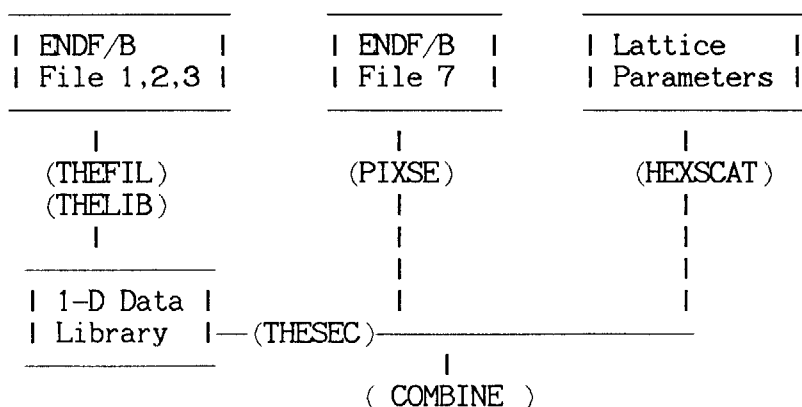 ENDF/B
File 1,2,3
ENDF/B
File 7
Lattice
Parameters
(THEFIL)
(THELIB)
(PIXSE)
(HEXSCAT)
1-D Data
Library
(THESEC)
( COMBINE )